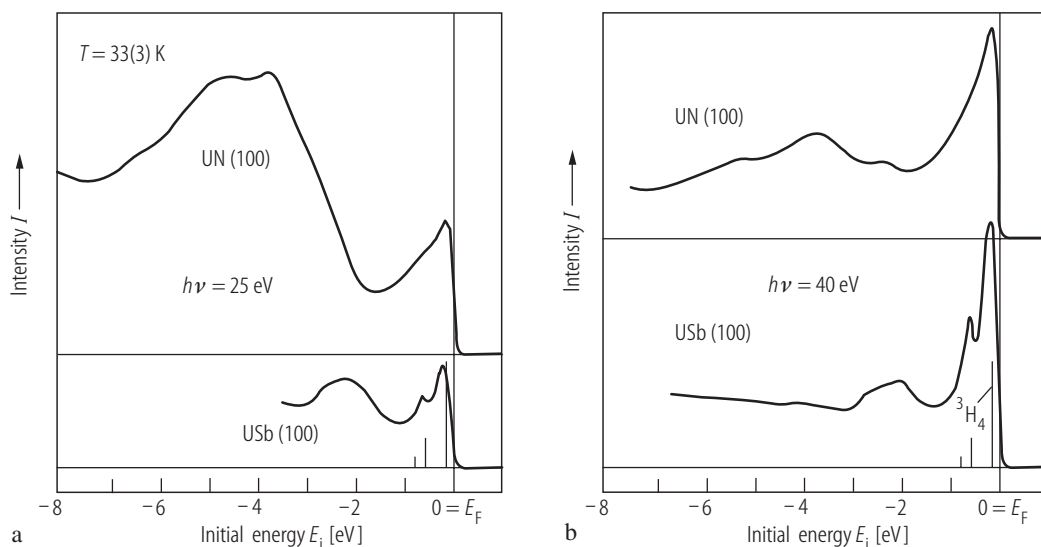 T = 33(3) K
UN (100)
hν = 25 eV
USb (100)
Intensity I
−8 −6 −4 −2 0 = E_F
Initial energy E_i [eV]
a
UN (100)
hν = 40 eV
USb (100)
³H₄
Intensity I
−8 −6 −4 −2 0 = E_F
Initial energy E_i [eV]
b